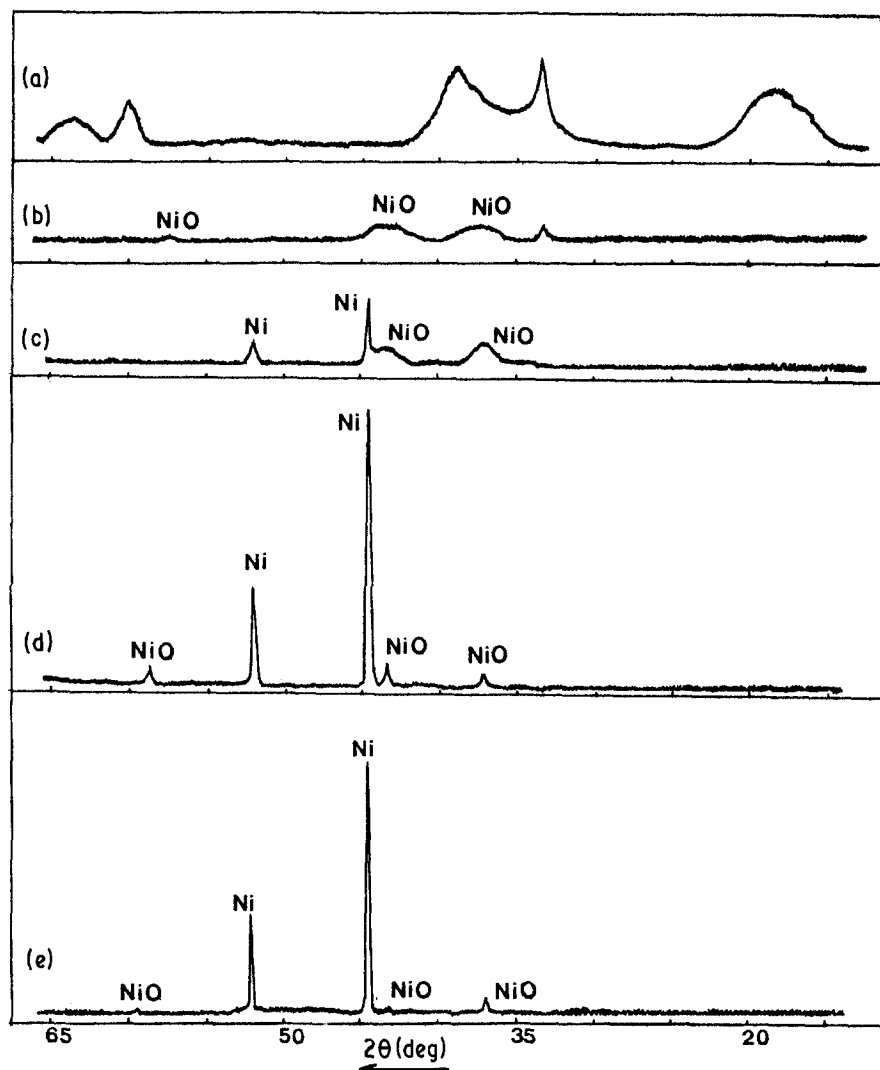 (a)
(b)
NiO
NiO
NiO
(c)
Ni
Ni
NiO
NiO
(d)
Ni
Ni
NiO
NiO
NiO
(e)
Ni
Ni
NiO
NiO
NiO
65
50
35
20
2θ(deg)